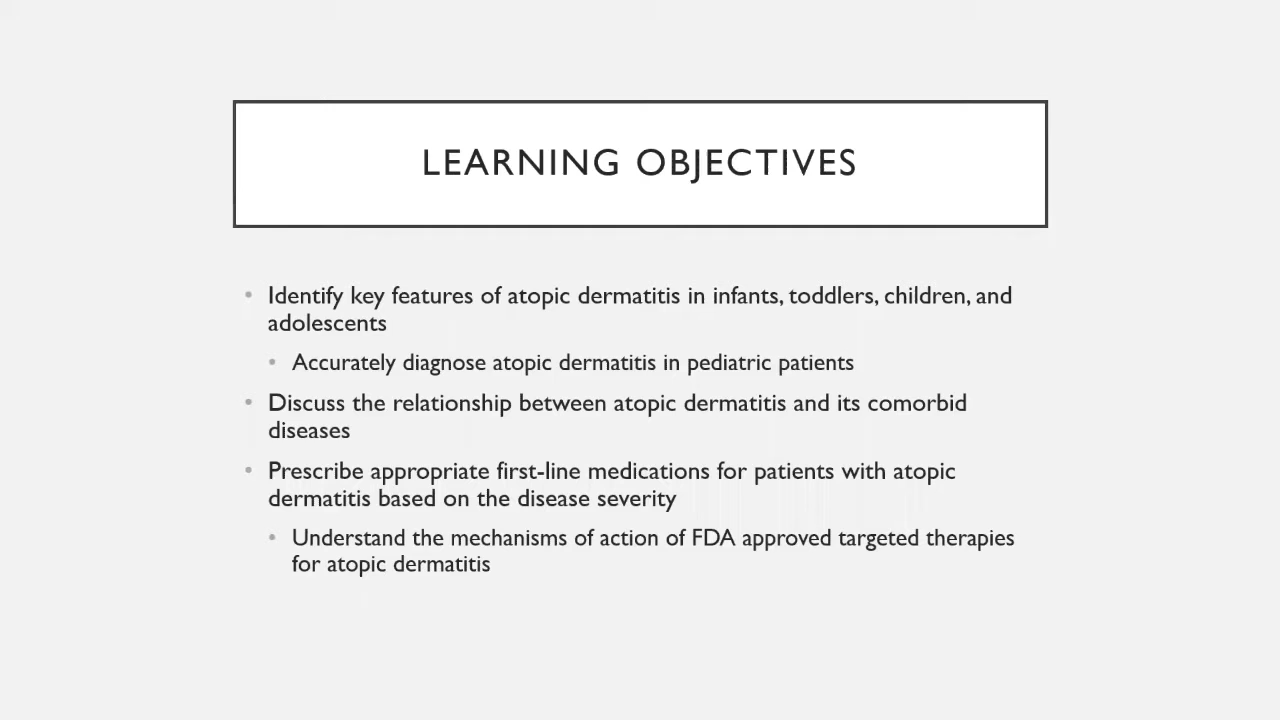 LEARNING OBJECTIVES
• Identify key features of atopic dermatitis in infants, toddlers, children, and
adolescents
• Accurately diagnose atopic dermatitis in pediatric patients
• Discuss the relationship between atopic dermatitis and its comorbid
diseases
• Prescribe appropriate first-line medications for patients with atopic
dermatitis based on the disease severity
• Understand the mechanisms of action of FDA approved targeted therapies
for atopic dermatitis